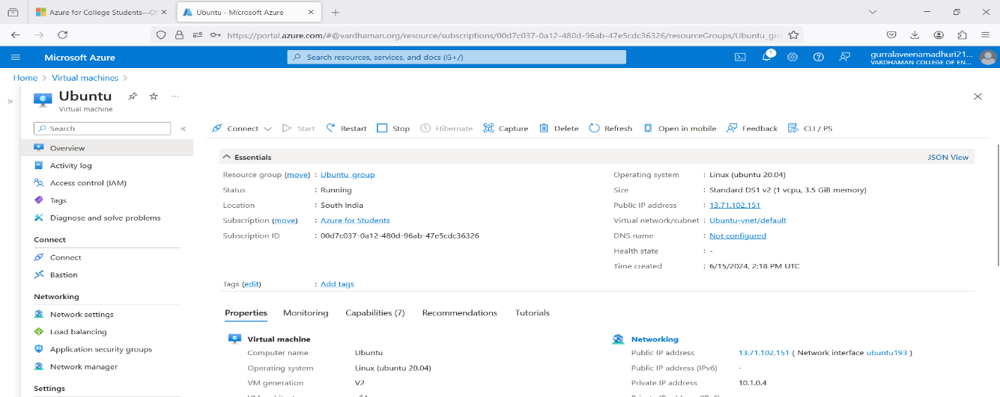 Azure for College Students—Of
Ubuntu - Microsoft Azure
https://portal.azure.com/#@vardhaman.org/resource/subscriptions/00d7c037-0a12-480d-96ab-47e5cdc36326/resourceGroups/Ubuntu_gro
Microsoft Azure
Search resources, services, and docs (G+/)
1
gurralaveenamadhuri21...
VARDHAMAN COLLEGE OF EN...
Home > Virtual machines >
Ubuntu
Virtual machine
Search
Connect
Start
Restart
Stop
Hibernate
Capture
Delete
Refresh
Open in mobile
Feedback
CLI / PS
Overview
Activity log
Access control (IAM)
Tags
Diagnose and solve problems
Connect
Connect
Bastion
Networking
Network settings
Load balancing
Application security groups
Network manager
Settings
Essentials
JSON View
Resource group (move) : Ubuntu_group
Status : Running
Location : South India
Subscription (move) : Azure for Students
Subscription ID : 00d7c037-0a12-480d-96ab-47e5cdc36326
Operating system : Linux (ubuntu 20.04)
Size : Standard DS1 v2 (1 vcpu, 3.5 GiB memory)
Public IP address : 13.71.102.151
Virtual network/subnet : Ubuntu-vnet/default
DNS name : Not configured
Health state : -
Time created : 6/15/2024, 2:18 PM UTC
Tags (edit) : Add tags
Properties
Monitoring
Capabilities (7)
Recommendations
Tutorials
Virtual machine
Computer name Ubuntu
Operating system Linux (ubuntu 20.04)
VM generation V2
Networking
Public IP address 13.71.102.151 ( Network interface ubuntu193 )
Public IP address (IPv6) -
Private IP address 10.1.0.4